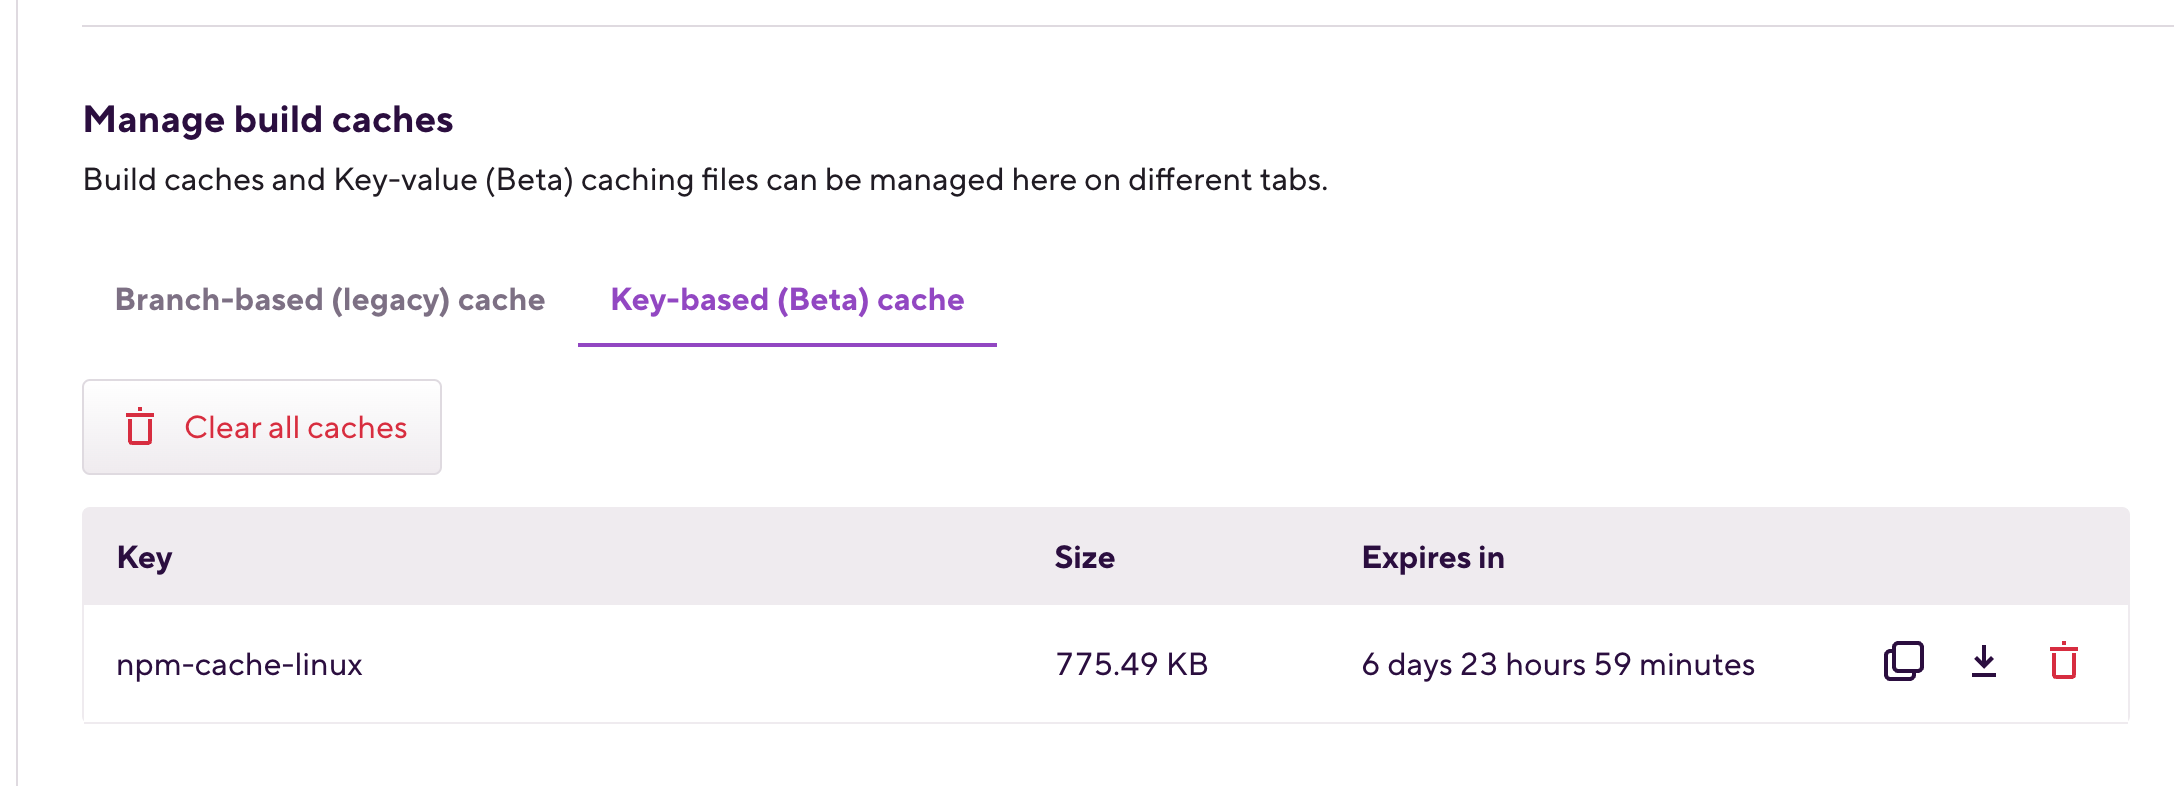 Manage build caches
Build caches and Key-value (Beta) caching files can be managed here on different tabs.
Branch-based (legacy) cache Key-based (Beta) cache
Clear all caches
Key Size Expires in
npm-cache-linux 775.49 KB 6 days 23 hours 59 minutes